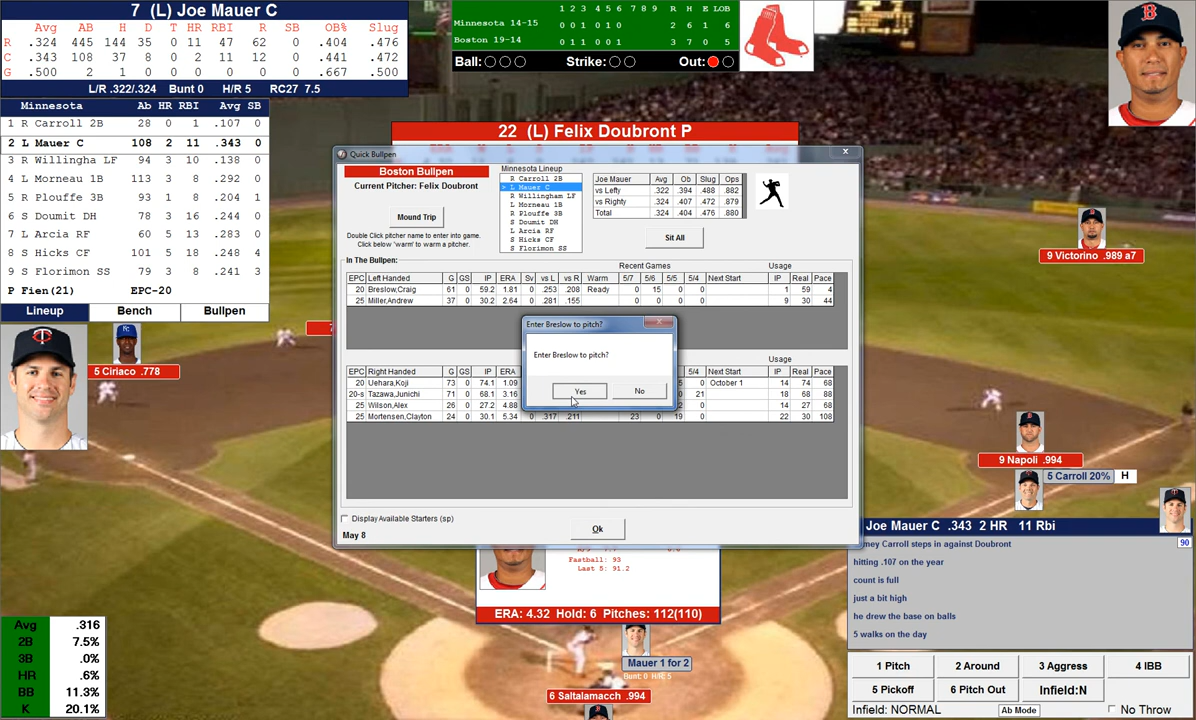 7 (L) Joe Mauer C
Avg AB H D T HR RBI R SB OB% Slug
R .324 445 144 35 0 11 47 62 0 .404 .476
C .343 108 37 8 0 2 11 12 0 .441 .472
G .500 2 1 0 0 0 0 0 0 .667 .500
L/R .322/.324 Bunt 0 H/R 5 RC27 7.5
1 2 3 4 5 6 7 8 9 R H E LOB
Minnesota 14-15 0 0 1 0 1 0 2 6 1 6
Boston 19-14 0 1 1 0 0 1 3 7 0 5
Ball: Strike: Out:
B
Minnesota Ab HR RBI Avg SB
1 R Carroll 2B 28 0 1 .107 0
2 L Mauer C 108 2 11 .343 0
3 R Willingha LF 94 3 10 .138 0
4 L Morneau 1B 113 3 8 .292 0
5 R Plouffe 3B 93 1 8 .204 1
6 S Doumit DH 78 3 16 .244 0
7 L Arcia RF 60 5 13 .283 0
8 S Hicks CF 101 5 18 .248 4
9 S Florimon SS 79 3 8 .241 3
P Fien(21) EPC-20
Lineup Bench Bullpen
22 (L) Felix Doubront P
Quick Bullpen
x
Boston Bullpen
Current Pitcher: Felix Doubront
Mound Trip
Double Click pitcher name to enter into game.
Click below 'warm' to warm a pitcher.
Minnesota Lineup
R Carroll 2B
> L Mauer C
R Willingham LF
L Morneau 1B
R Plouffe 3B
S Doumit DH
L Arcia RF
S Hicks CF
S Florimon SS
Joe Mauer Avg Ob Slg Ops
vs Lefty .322 .394 .488 .882
vs Righty .324 .407 .472 .879
Total .324 .404 .476 .880
Sit All
In The Bullpen:
Recent Games Usage
EPC Left Handed G GS IP ERA Sv vs L vs R Warm 5/7 5/6 5/5 5/4 Next Start IP Real Pace
20 Breslow,Craig 61 0 59.2 1.81 0 .253 .208 Ready 0 15 0 0 1 59 4
25 Miller,Andrew 37 0 30.2 2.64 0 .281 .155 0 0 0 0 9 30 44
Usage
EPC Right Handed G GS IP ERA 5/4 Next Start IP Real Pace
20 Uehara,Koji 73 0 74.1 1.09 5 0 October 1 14 74 68
20-s Tazawa,Junichi 71 0 68.1 3.16 0 21 18 68 88
25 Wilson,Alex 26 0 27.2 4.88 0 0 14 27 68
25 Mortensen,Clayton 24 0 30.1 5.34 0 .317 .211 23 0 19 0 22 30 108
Enter Breslow to pitch?
Enter Breslow to pitch?
Yes No
Display Available Starters (sp)
Ok
May 8
5 Ciriaco .778
7
9 Victorino .989 a7
9 Napoli .994
5 Carroll 20% H
Fastball: 93
Last 5: 91.2
ERA: 4.32 Hold: 6 Pitches: 112(110)
Mauer 1 for 2
Bunt: 0 H/R: 5
6 Saltalamacch .994
Avg .316
2B 7.5%
3B .0%
HR .6%
BB 11.3%
K 20.1%
Joe Mauer C .343 2 HR 11 Rbi
90
mey Carroll steps in against Doubront
hitting .107 on the year
count is full
just a bit high
he drew the base on balls
5 walks on the day
1 Pitch 2 Around 3 Aggress 4 IBB
5 Pickoff 6 Pitch Out Infield:N
Infield: NORMAL Ab Mode No Throw